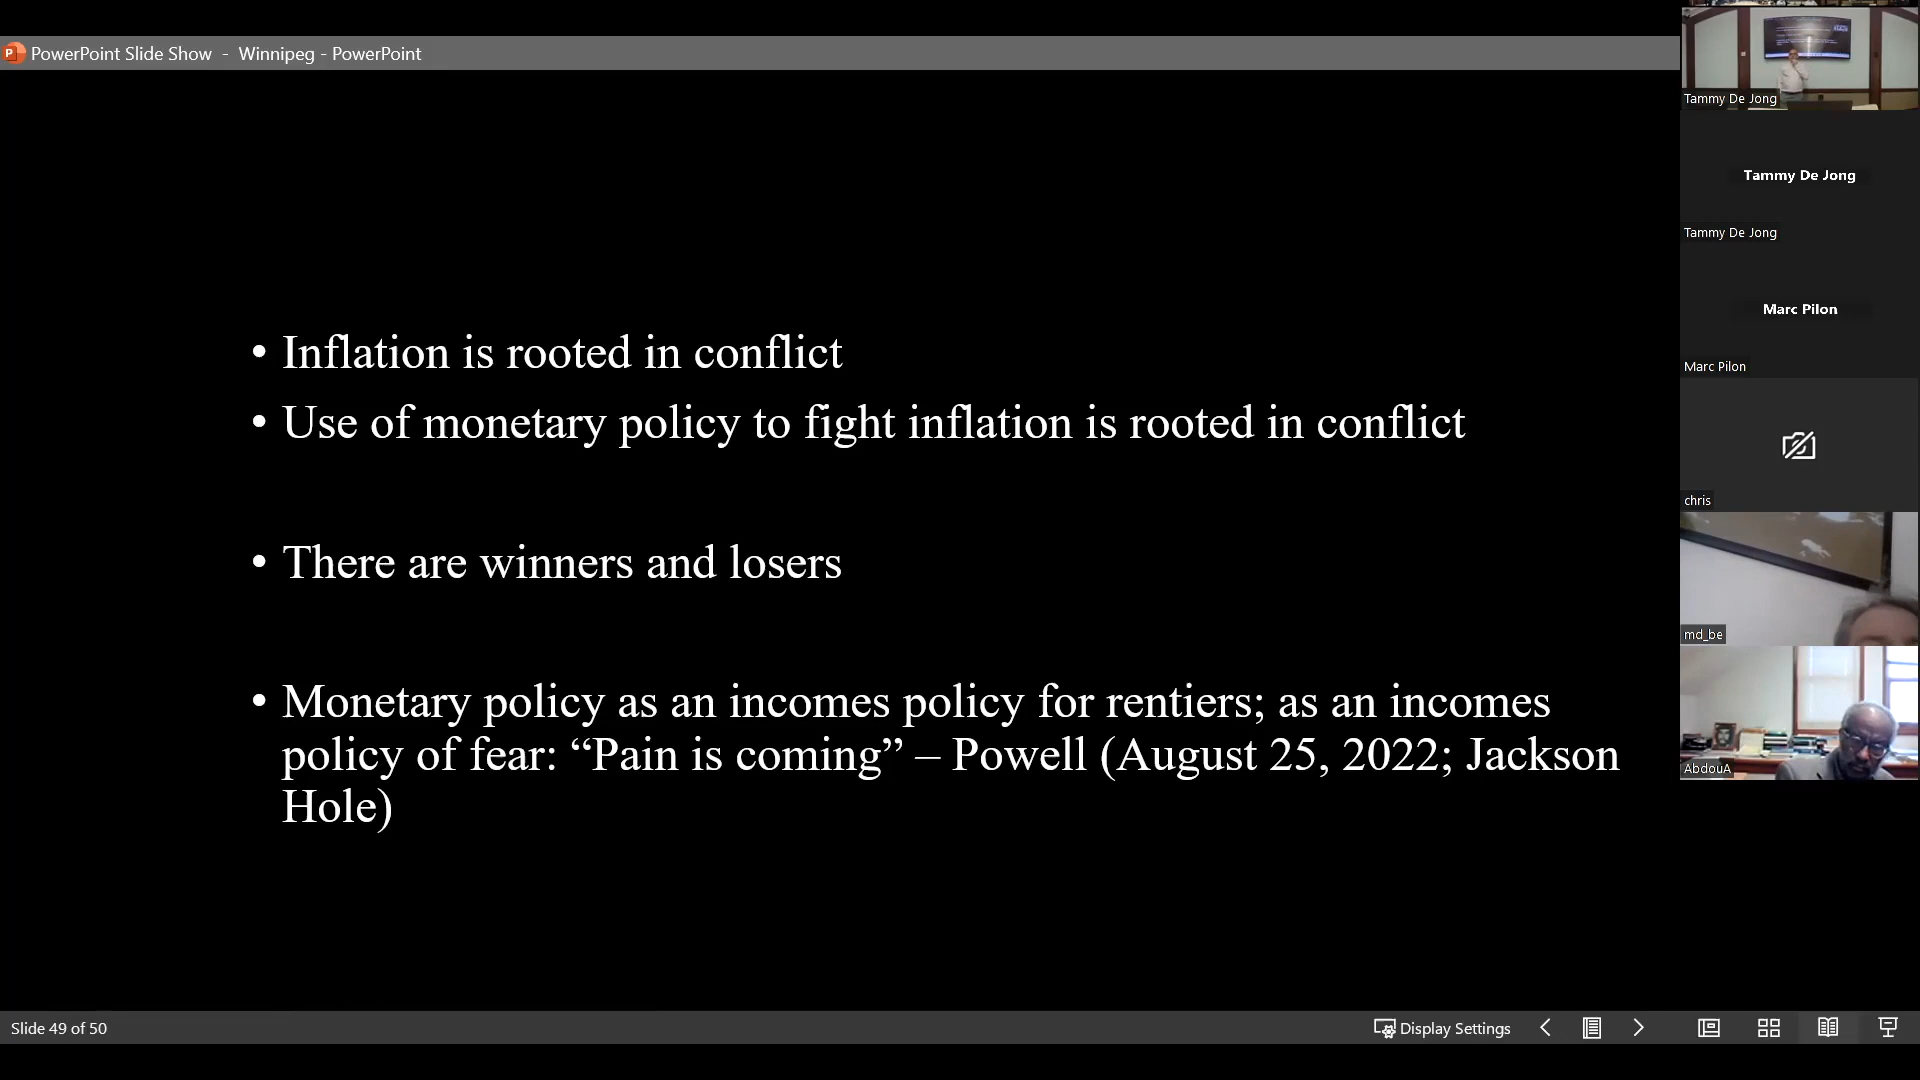 PowerPoint Slide Show - Winnipeg - PowerPoint
• Inflation is rooted in conflict
• Use of monetary policy to fight inflation is rooted in conflict
• There are winners and losers
• Monetary policy as an incomes policy for rentiers; as an incomes
policy of fear: “Pain is coming” – Powell (August 25, 2022; Jackson
Hole)
Slide 49 of 50
Display Settings
Tammy De Jong
Tammy De Jong
Tammy De Jong
Marc Pilon
Marc Pilon
chris
md_be
AbdouA